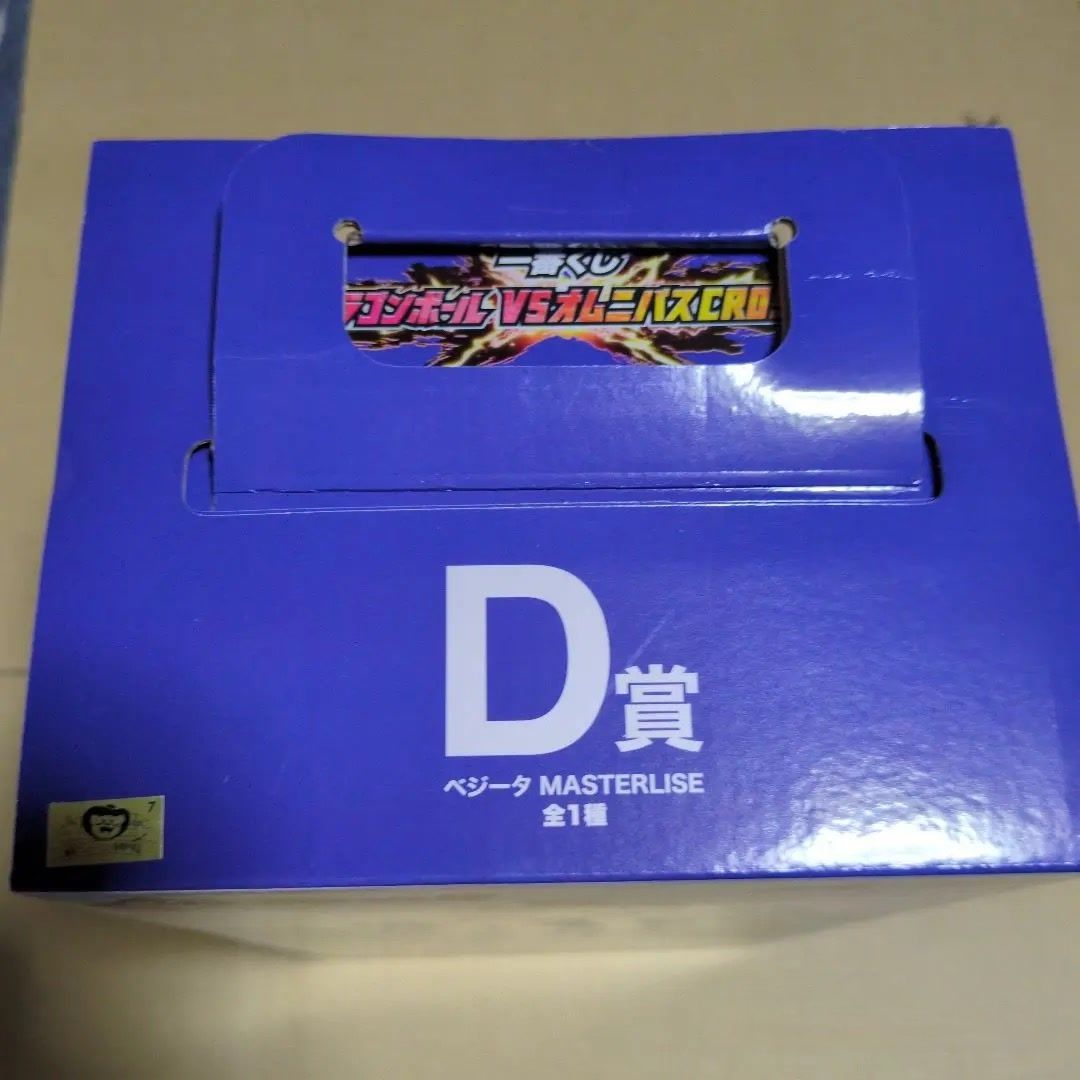 一番くじ
ラゴンボール VSオムニバスCRO
D賞
ベジータ MASTERLISE
全1種
7